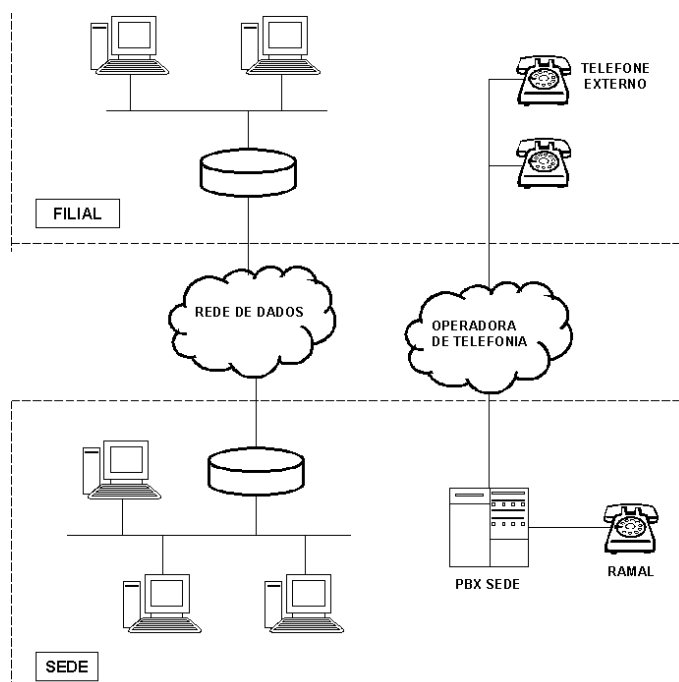 TELEFONE
EXTERNO
FILIAL
REDE DE DADOS
OPERADORA
DE TELEFONIA
PBX SEDE
RAMAL
SEDE